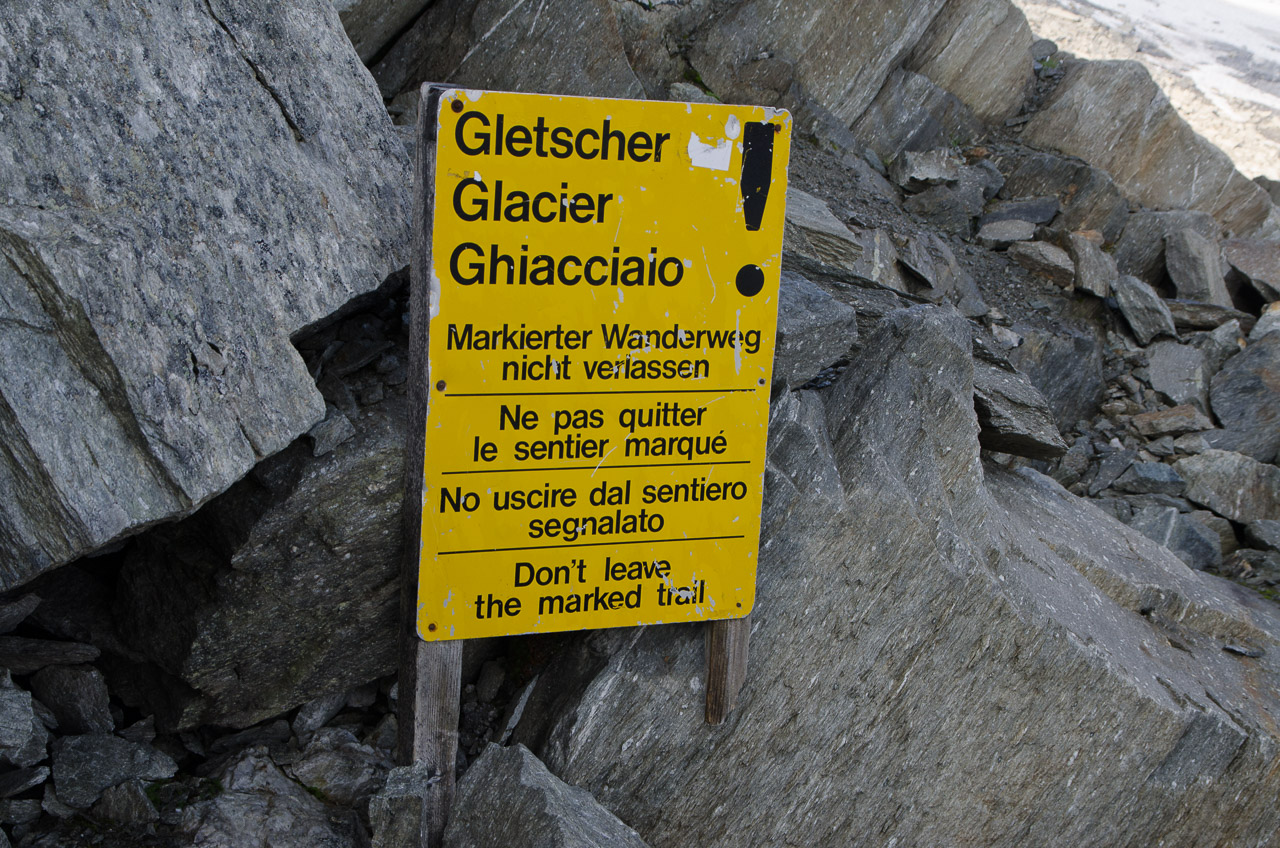 Gletscher !
Glacier
Ghiacciaio
Markierter Wanderweg
nicht verlassen
Ne pas quitter
le sentier marqué
No uscire dal sentiero
segnalato
Don't leave
the marked trail